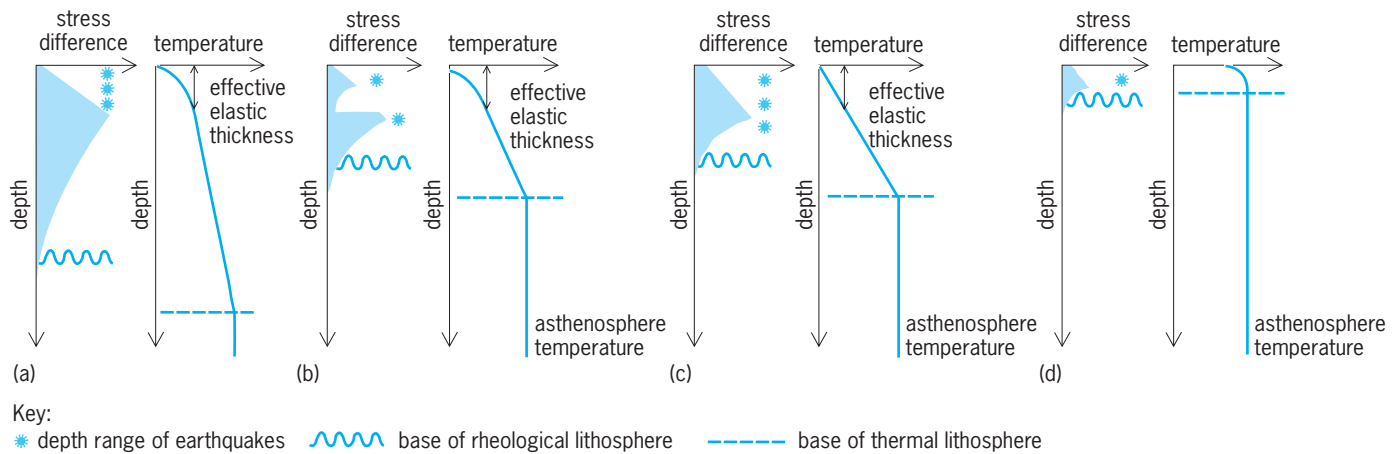 stress
difference
temperature
effective
elastic
thickness
depth
depth
(a)
stress
difference
temperature
effective
elastic
thickness
depth
depth
asthenosphere
temperature
(b)
stress
difference
temperature
effective
elastic
thickness
depth
depth
asthenosphere
temperature
(c)
stress
difference
temperature
depth
depth
asthenosphere
temperature
(d)
Key:
depth range of earthquakes
base of rheological lithosphere
base of thermal lithosphere